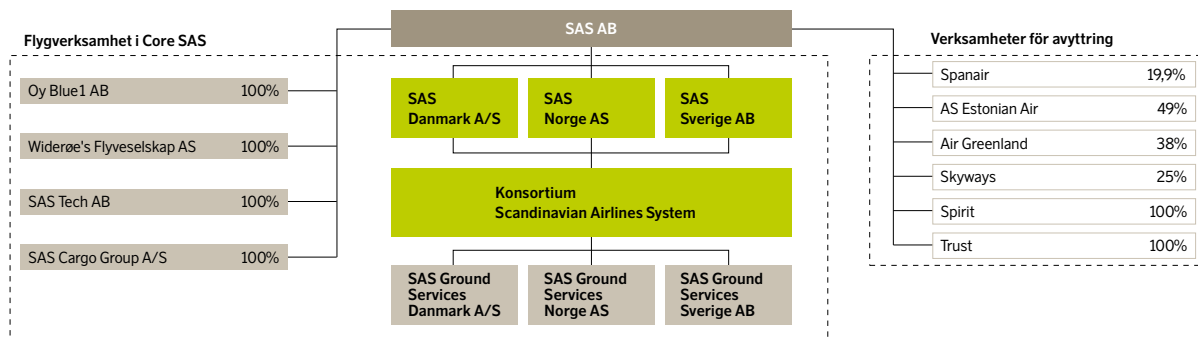 SAS AB
Flygverksamhet i Core SAS
Oy Blue1 AB 100%
Widerøe's Flyveselskap AS 100%
SAS Tech AB 100%
SAS Cargo Group A/S 100%
SAS
Danmark A/S
SAS
Norge AS
SAS
Sverige AB
Konsortium
Scandinavian Airlines System
SAS Ground
Services
Danmark A/S
SAS Ground
Services
Norge AS
SAS Ground
Services
Sverige AB
Verksamheter för avyttring
Spanair 19,9%
AS Estonian Air 49%
Air Greenland 38%
Skyways 25%
Spirit 100%
Trust 100%